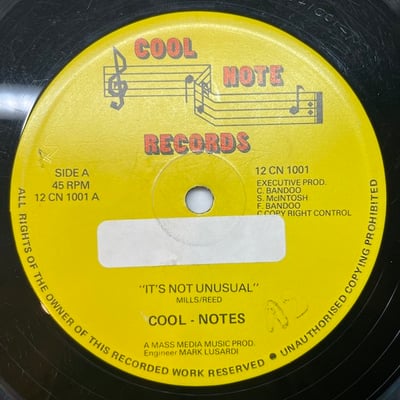 COOL NOTE
RECORDS
SIDE A
45 RPM
12 CN 1001 A
12 CN 1001
EXECUTIVE PROD.
C. BANDOO
S. McINTOSH
F. BANDOO
C COPY RIGHT CONTROL
"IT'S NOT UNUSUAL"
MILLS/REED
COOL - NOTES
A MASS MEDIA MUSIC PROD.
Engineer MARK LUSARDI
ALL RIGHTS OF THE OWNER OF THIS RECORDED WORK RESERVED • UNAUTHORISED COPYING PROHIBITED